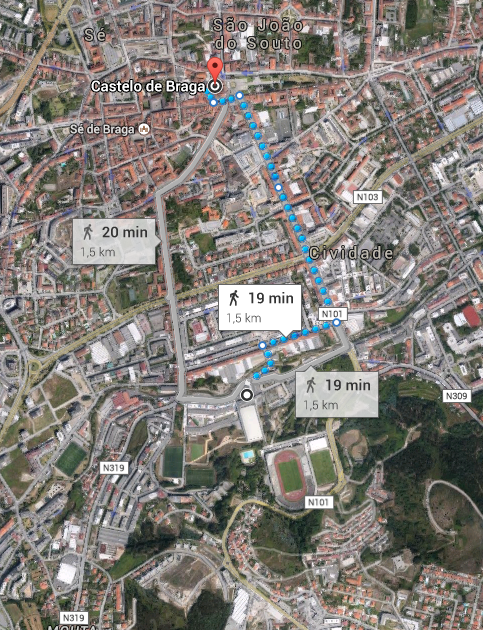 São João
do Souto
Sé
Castelo de Braga
Sé de Braga
N103
20 min
1,5 km
Cividade
19 min
1,5 km
N101
19 min
1,5 km
N309
N319
N101
N319